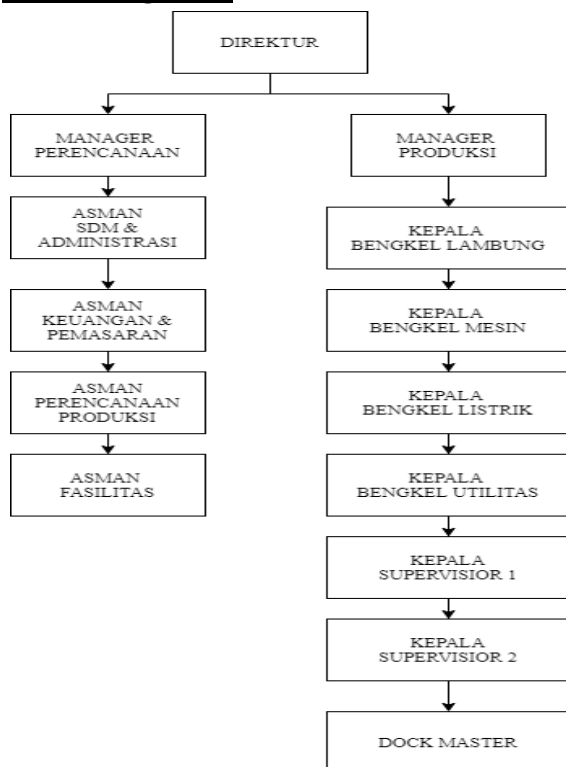 DIREKTUR
MANAGER
PERENCANAAN
ASMAN
SDM &
ADMINISTRASI
ASMAN
KEUANGAN &
PEMASARAN
ASMAN
PERENCANAAN
PRODUKSI
ASMAN
FASILITAS
MANAGER
PRODUKSI
KEPALA
BENGKEL LAMBUNG
KEPALA
BENGKEL MESIN
KEPALA
BENGKEL LISTRIK
KEPALA
BENGKEL UTILITAS
KEPALA
SUPERVISIOR 1
KEPALA
SUPERVISIOR 2
DOCK MASTER